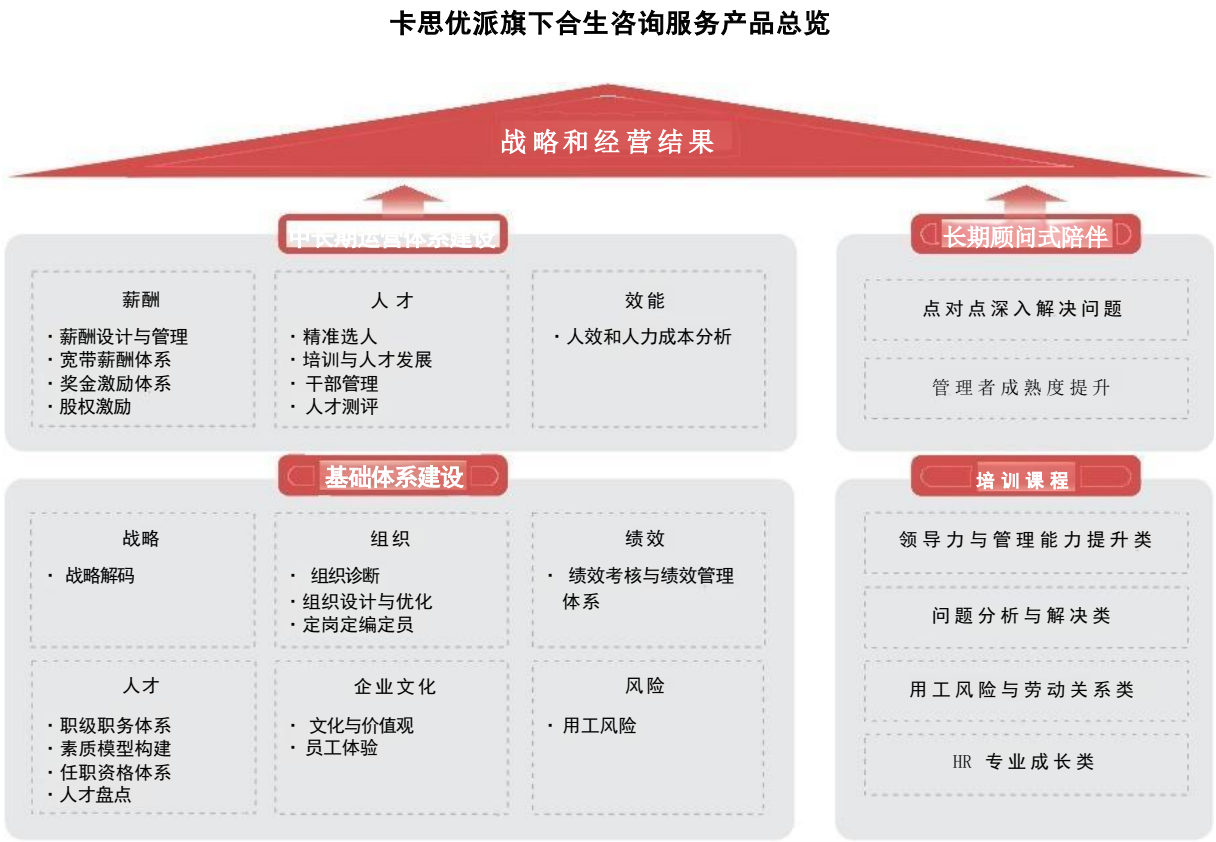 卡思优派旗下合生咨询服务产品总览
战略和经营结果
中长期运营体系建设
薪酬
·薪酬设计与管理
·宽带薪酬体系
·奖金激励体系
·股权激励
人才
·精准选人
·培训与人才发展
·干部管理
·人才测评
效能
·人效和人力成本分析
长期顾问式陪伴
点对点深入解决问题
管理者成熟度提升
基础体系建设
战略
· 战略解码
组织
· 组织诊断
·组织设计与优化
·定岗定编定员
绩效
· 绩效考核与绩效管理
体系
人才
·职级职务体系
·素质模型构建
·任职资格体系
·人才盘点
企业文化
· 文化与价值观
·员工体验
风险
·用工风险
培训课程
领导力与管理能力提升类
问题分析与解决类
用工风险与劳动关系类
HR 专业成长类